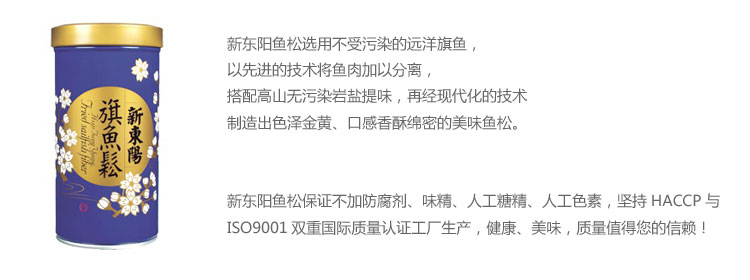 新東陽
旗魚鬆
Hsin Tung Yang
Fried sailfish fiber
新东阳鱼松选用不受污染的远洋旗鱼，
以先进的技术将鱼肉加以分离，
搭配高山无污染岩盐提味，再经现代化的技术
制造出色泽金黄、口感香酥绵密的美味鱼松。
新东阳鱼松保证不加防腐剂、味精、人工糖精、人工色素，坚持 HACCP 与
ISO9001 双重国际质量认证工厂生产，健康、美味，质量值得您的信赖！